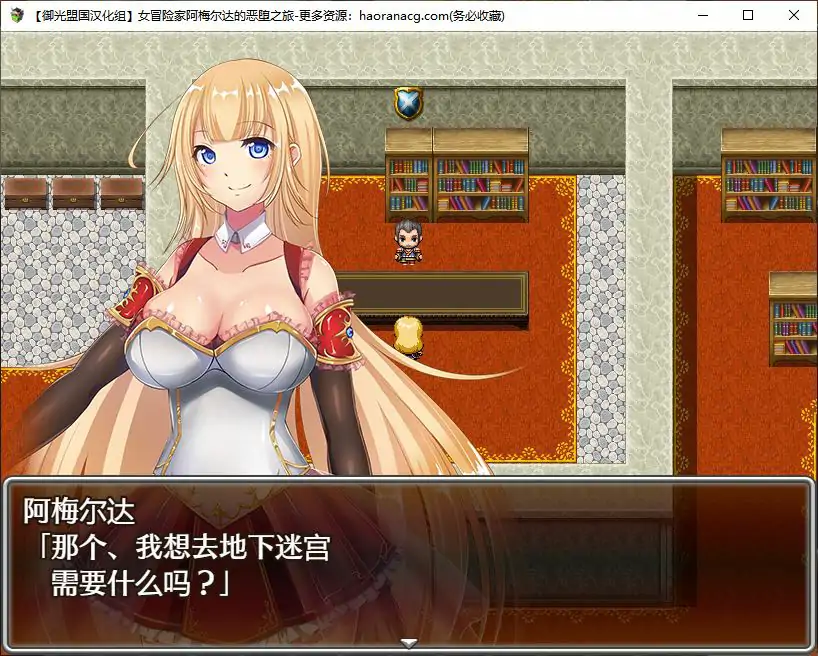 【御光盟国汉化组】女冒险家阿梅尔达的恶堕之旅-更多资源：haoranacg.com(务必收藏)
阿梅尔达
「那个、我想去地下迷宫
需要什么吗？」